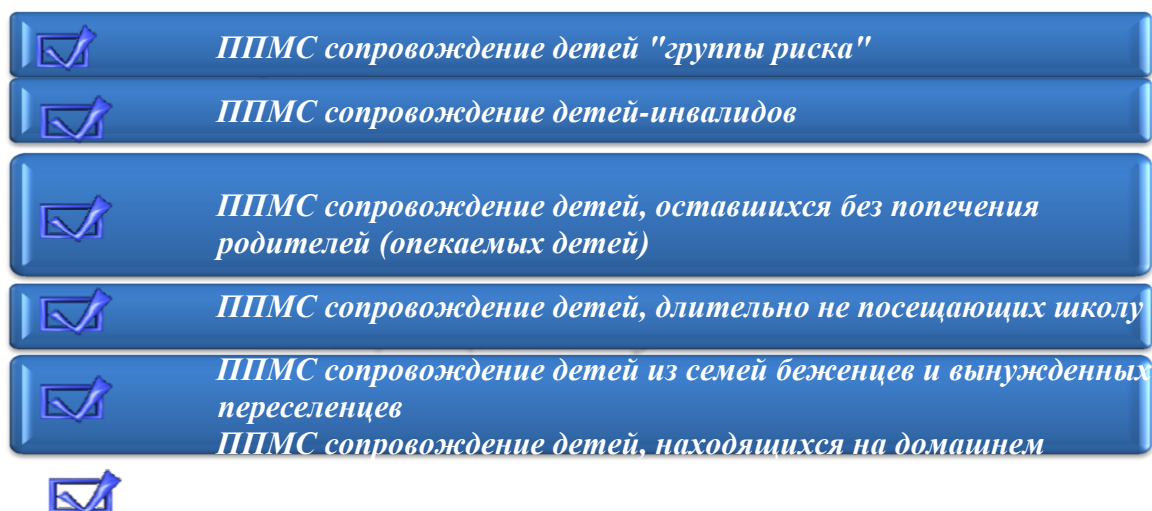 ППМС сопровождение детей "группы риска"
ППМС сопровождение детей-инвалидов
ППМС сопровождение детей, оставшихся без попечения
родителей (опекаемых детей)
ППМС сопровождение детей, длительно не посещающих школу
ППМС сопровождение детей из семей беженцев и вынужденных
переселенцев
ППМС сопровождение детей, находящихся на домашнем